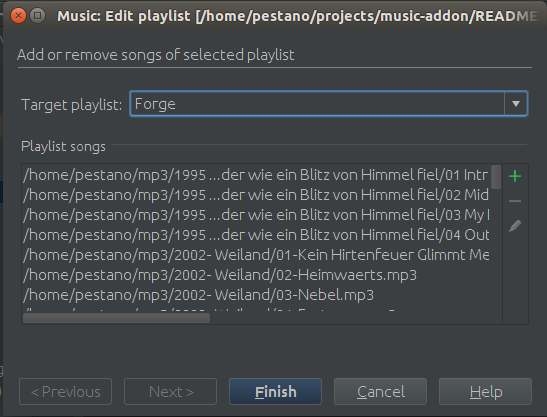 Music: Edit playlist [/home/pestano/projects/music-addon/README
Add or remove songs of selected playlist
Target playlist: Forge
Playlist songs
/home/pestano/mp3/1995 ...der wie ein Blitz von Himmel fiel/01 Intr
/home/pestano/mp3/1995 ...der wie ein Blitz von Himmel fiel/02 Mid
/home/pestano/mp3/1995 ...der wie ein Blitz von Himmel fiel/03 My
/home/pestano/mp3/1995 ...der wie ein Blitz von Himmel fiel/04 Out
/home/pestano/mp3/2002- Weiland/01-Kein Hirtenfeuer Glimmt Me
/home/pestano/mp3/2002- Weiland/02-Heimwaerts.mp3
/home/pestano/mp3/2002- Weiland/03-Nebel.mp3
< Previous
Next >
Finish
Cancel
Help